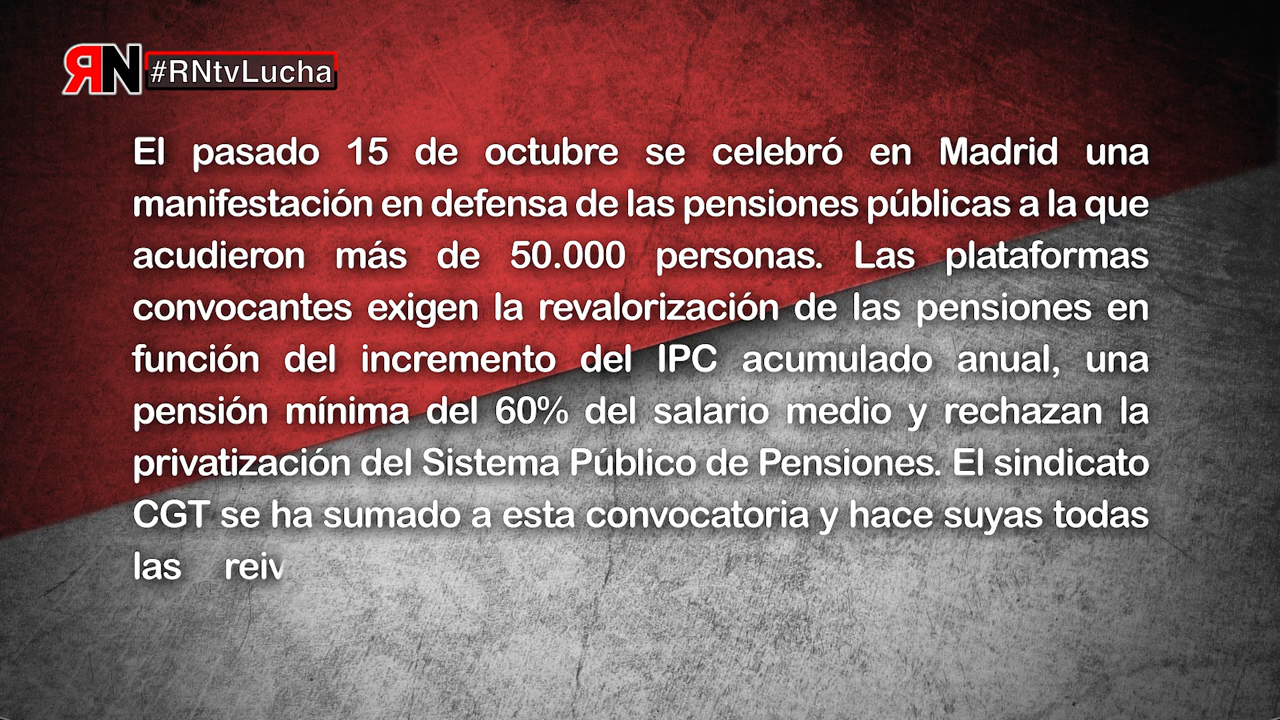 RN #RNtvLucha
El pasado 15 de octubre se celebró en Madrid una
manifestación en defensa de las pensiones públicas a la que
acudieron más de 50.000 personas. Las plataformas
convocantes exigen la revalorización de las pensiones en
función del incremento del IPC acumulado anual, una
pensión mínima del 60% del salario medio y rechazan la
privatización del Sistema Público de Pensiones. El sindicato
CGT se ha sumado a esta convocatoria y hace suyas todas
las reiv